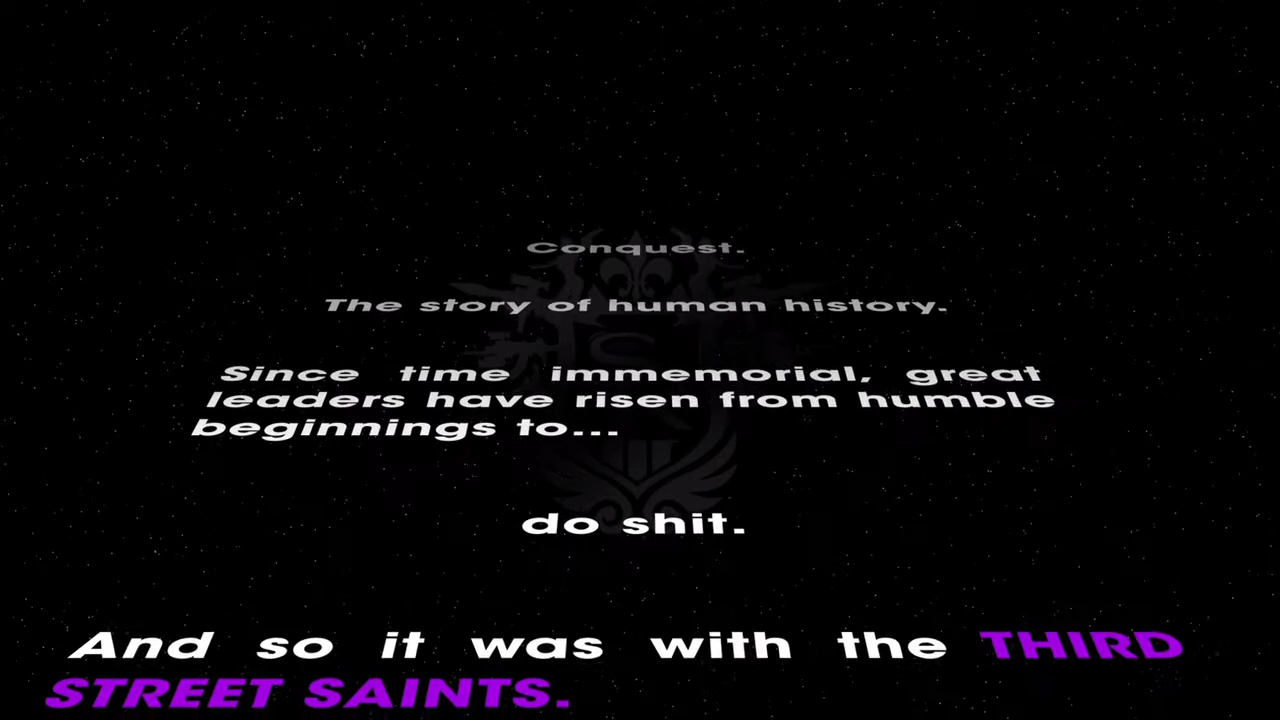 Conquest.
The story of human history.
Since time immemorial, great
leaders have risen from humble
beginnings to...
do shit.
And so it was with the THIRD
STREET SAINTS.